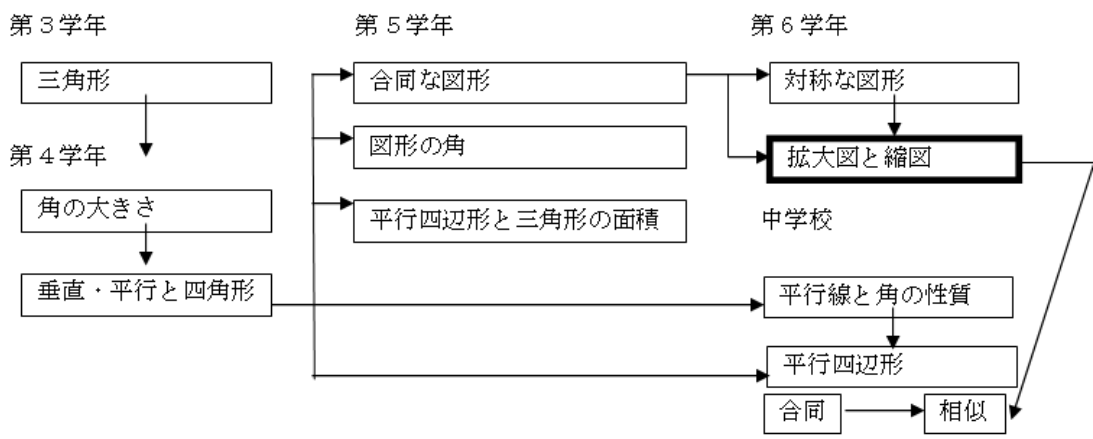 第３学年
三角形
第４学年
角の大きさ
垂直・平行と四角形
第５学年
合同な図形
図形の角
平行四辺形と三角形の面積
第６学年
対称な図形
拡大図と縮図
中学校
平行線と角の性質
平行四辺形
合同
相似